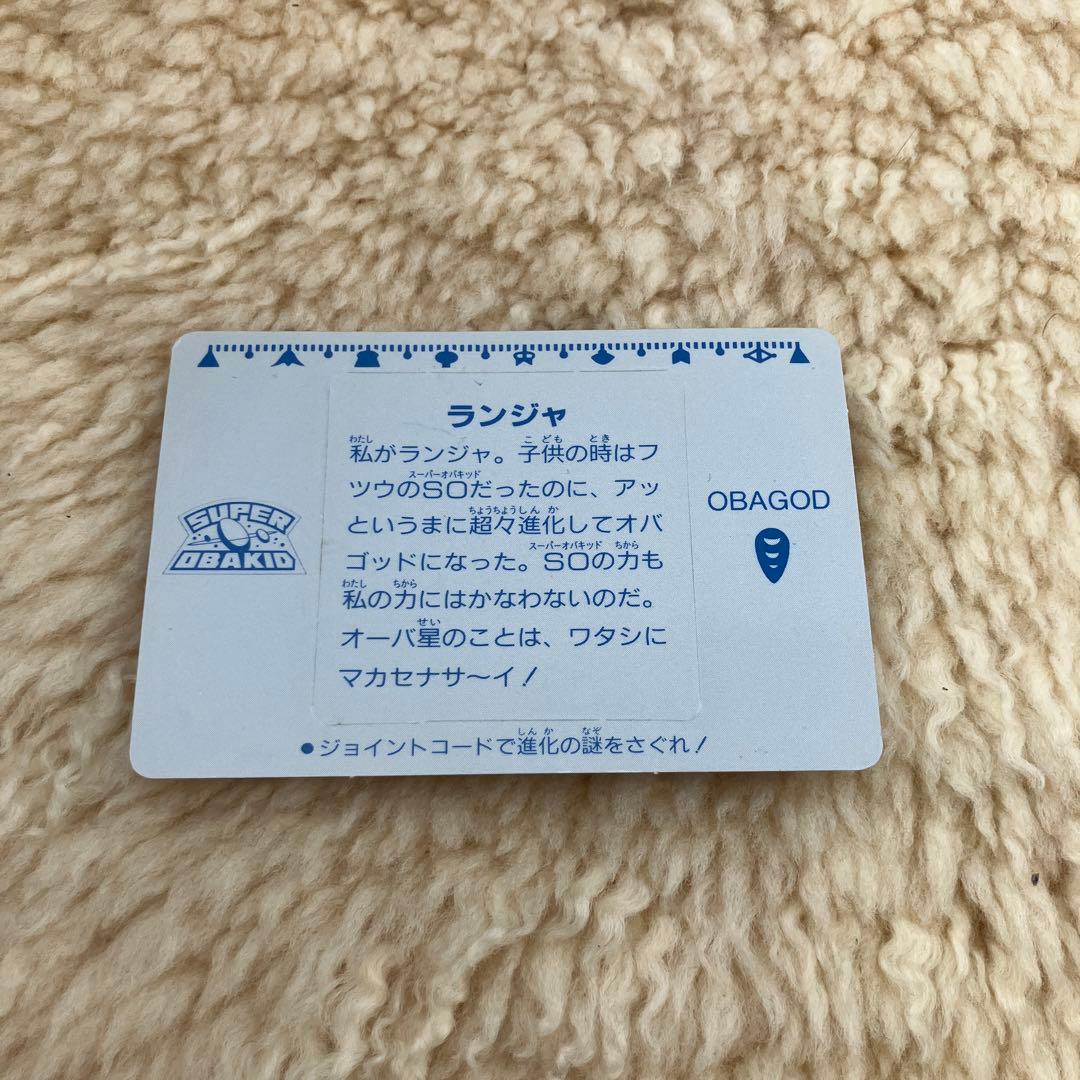 ランジャ
私がランジャ。子供の時はフ
ツウのSOだったのに、アッ
というまに超々進化してオバ
ゴッドになった。SOの力も
私の力にはかなわないのだ。
オーバ星のことは、ワタシに
マカセナサ〜イ!
SUPER
OBAKID
OBAGOD
●ジョイントコードで進化の謎をさぐれ!